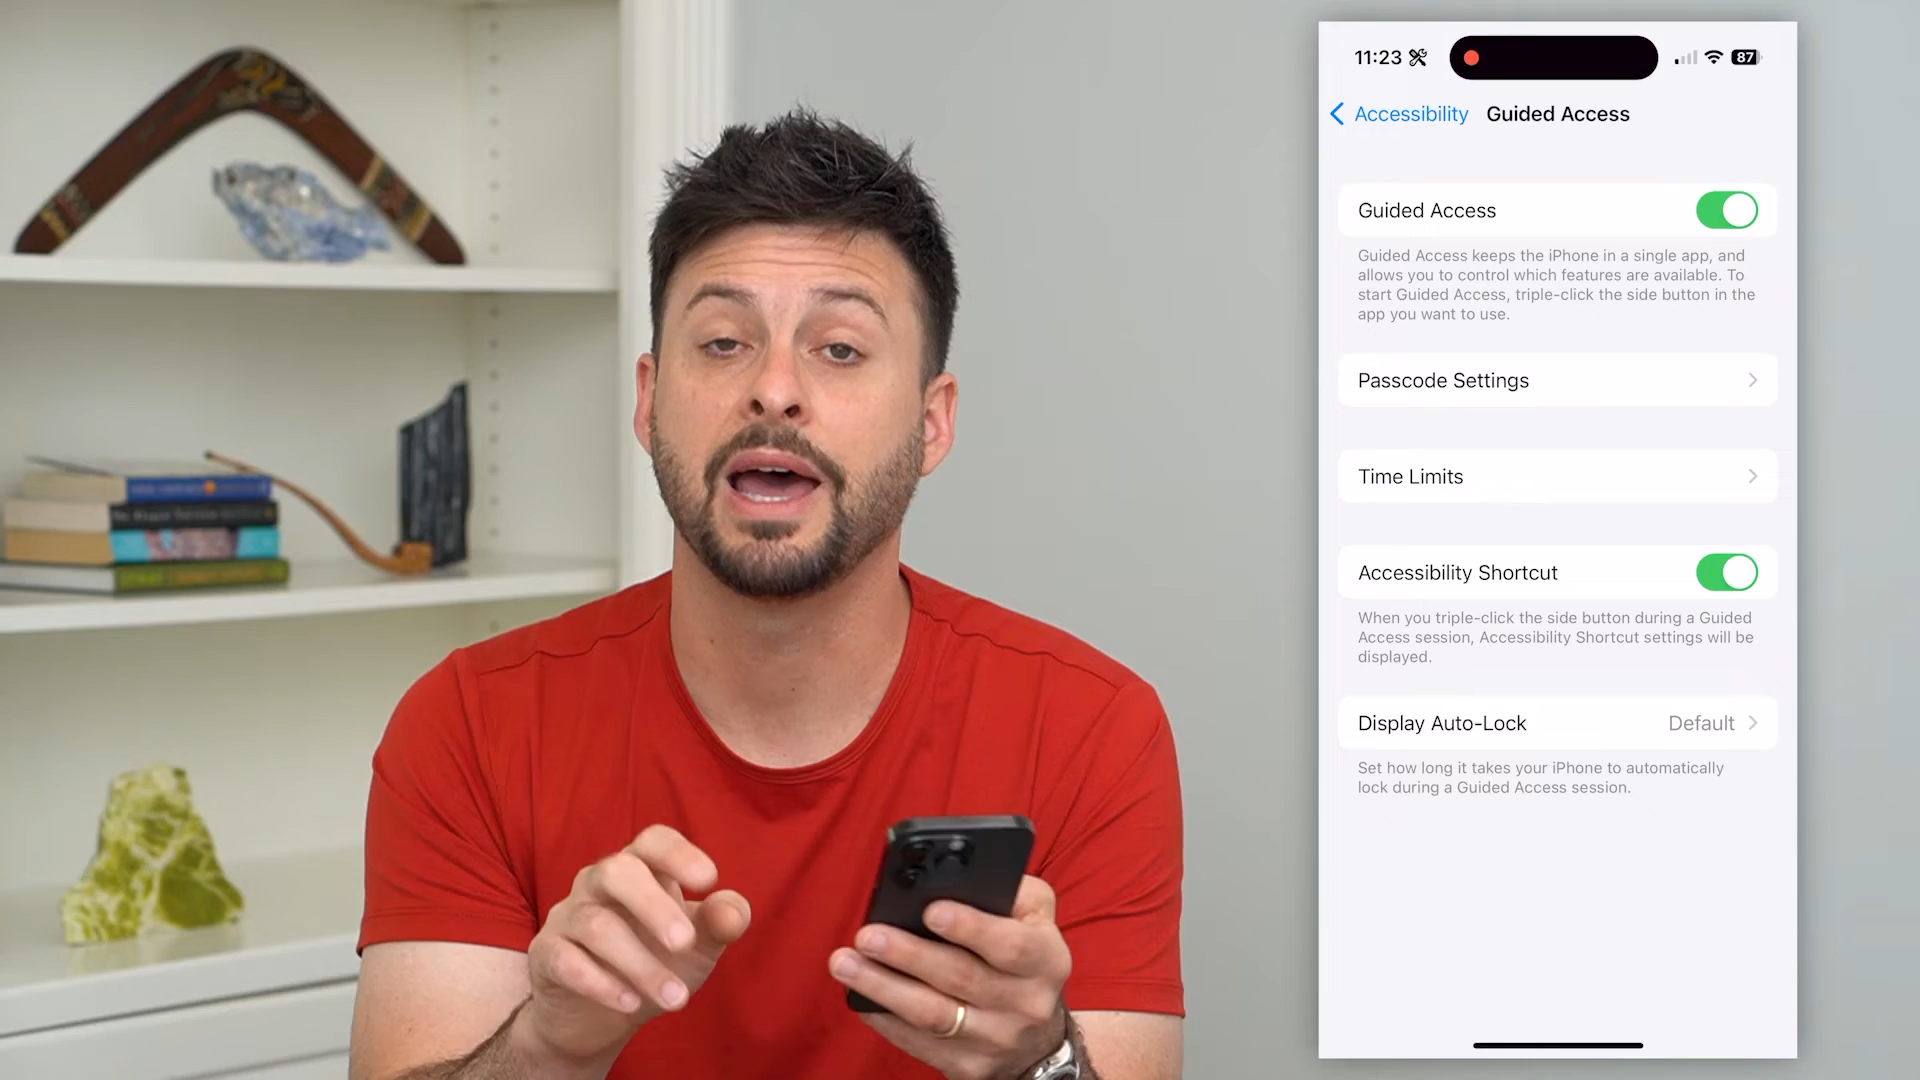 11:23
87
Accessibility
Guided Access
Guided Access
Guided Access keeps the iPhone in a single app, and
allows you to control which features are available. To
start Guided Access, triple-click the side button in the
app you want to use.
Passcode Settings
Time Limits
Accessibility Shortcut
When you triple-click the side button during a Guided
Access session, Accessibility Shortcut settings will be
displayed.
Display Auto-Lock
Default
Set how long it takes your iPhone to automatically
lock during a Guided Access session.